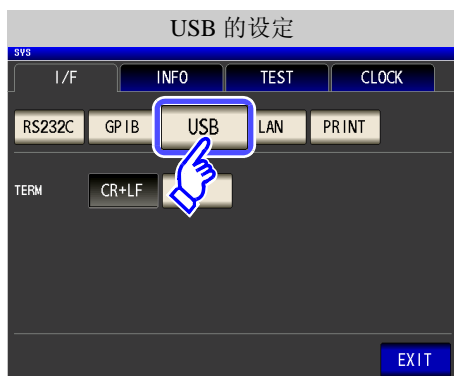 USB 的设定
SYS
I/F INFO TEST CLOCK
RS232C GPIB USB LAN PRINT
TERM CR+LF
EXIT